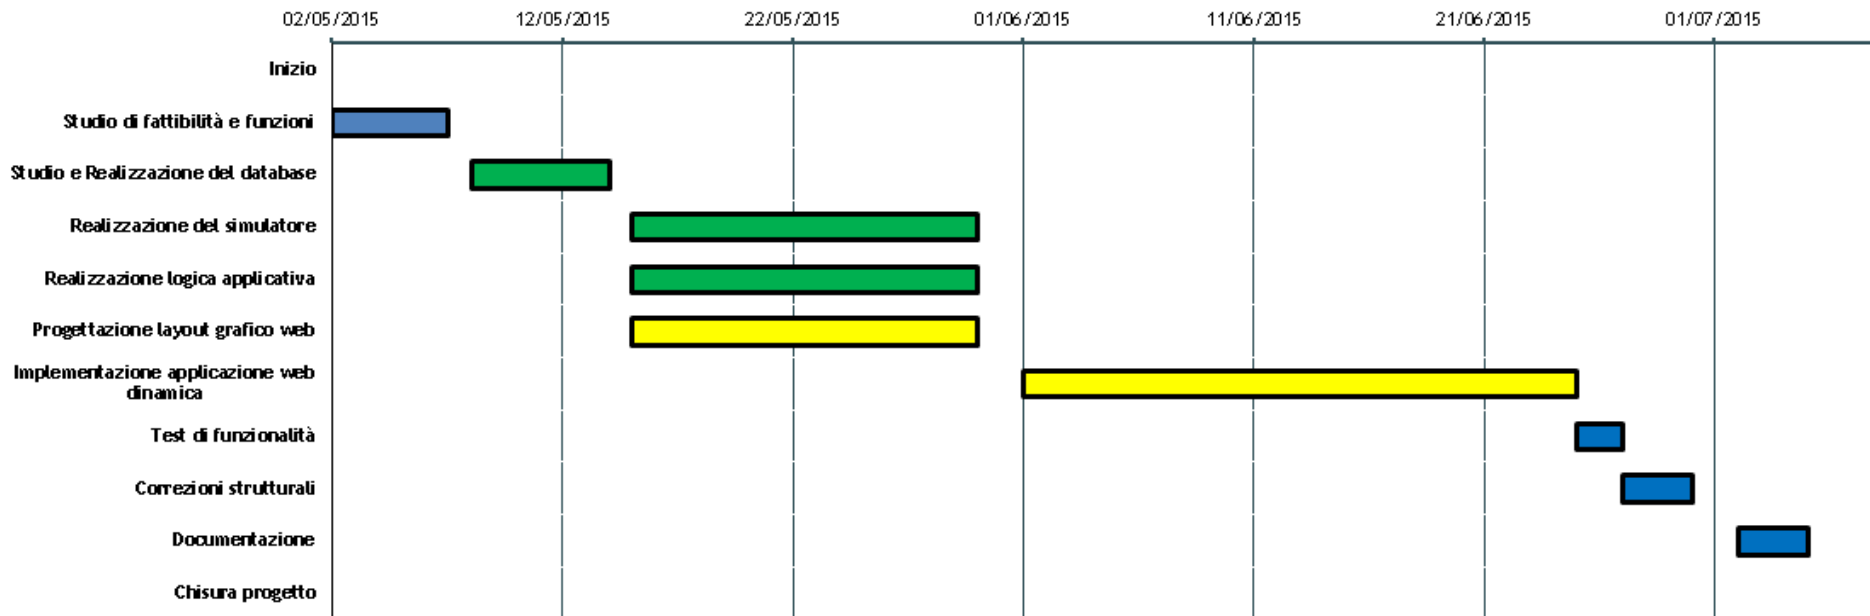 02/05/2015 12/05/2015 22/05/2015 01/06/2015 11/06/2015 21/06/2015 01/07/2015
Inizio
Studio di fattibilità e funzioni
Studio e Realizzazione del database
Realizzazione del simulatore
Realizzazione logica applicativa
Progettazione layout grafico web
Implementazione applicazione web
dinamica
Test di funzionalità
Correzioni strutturali
Documentazione
Chisura progetto